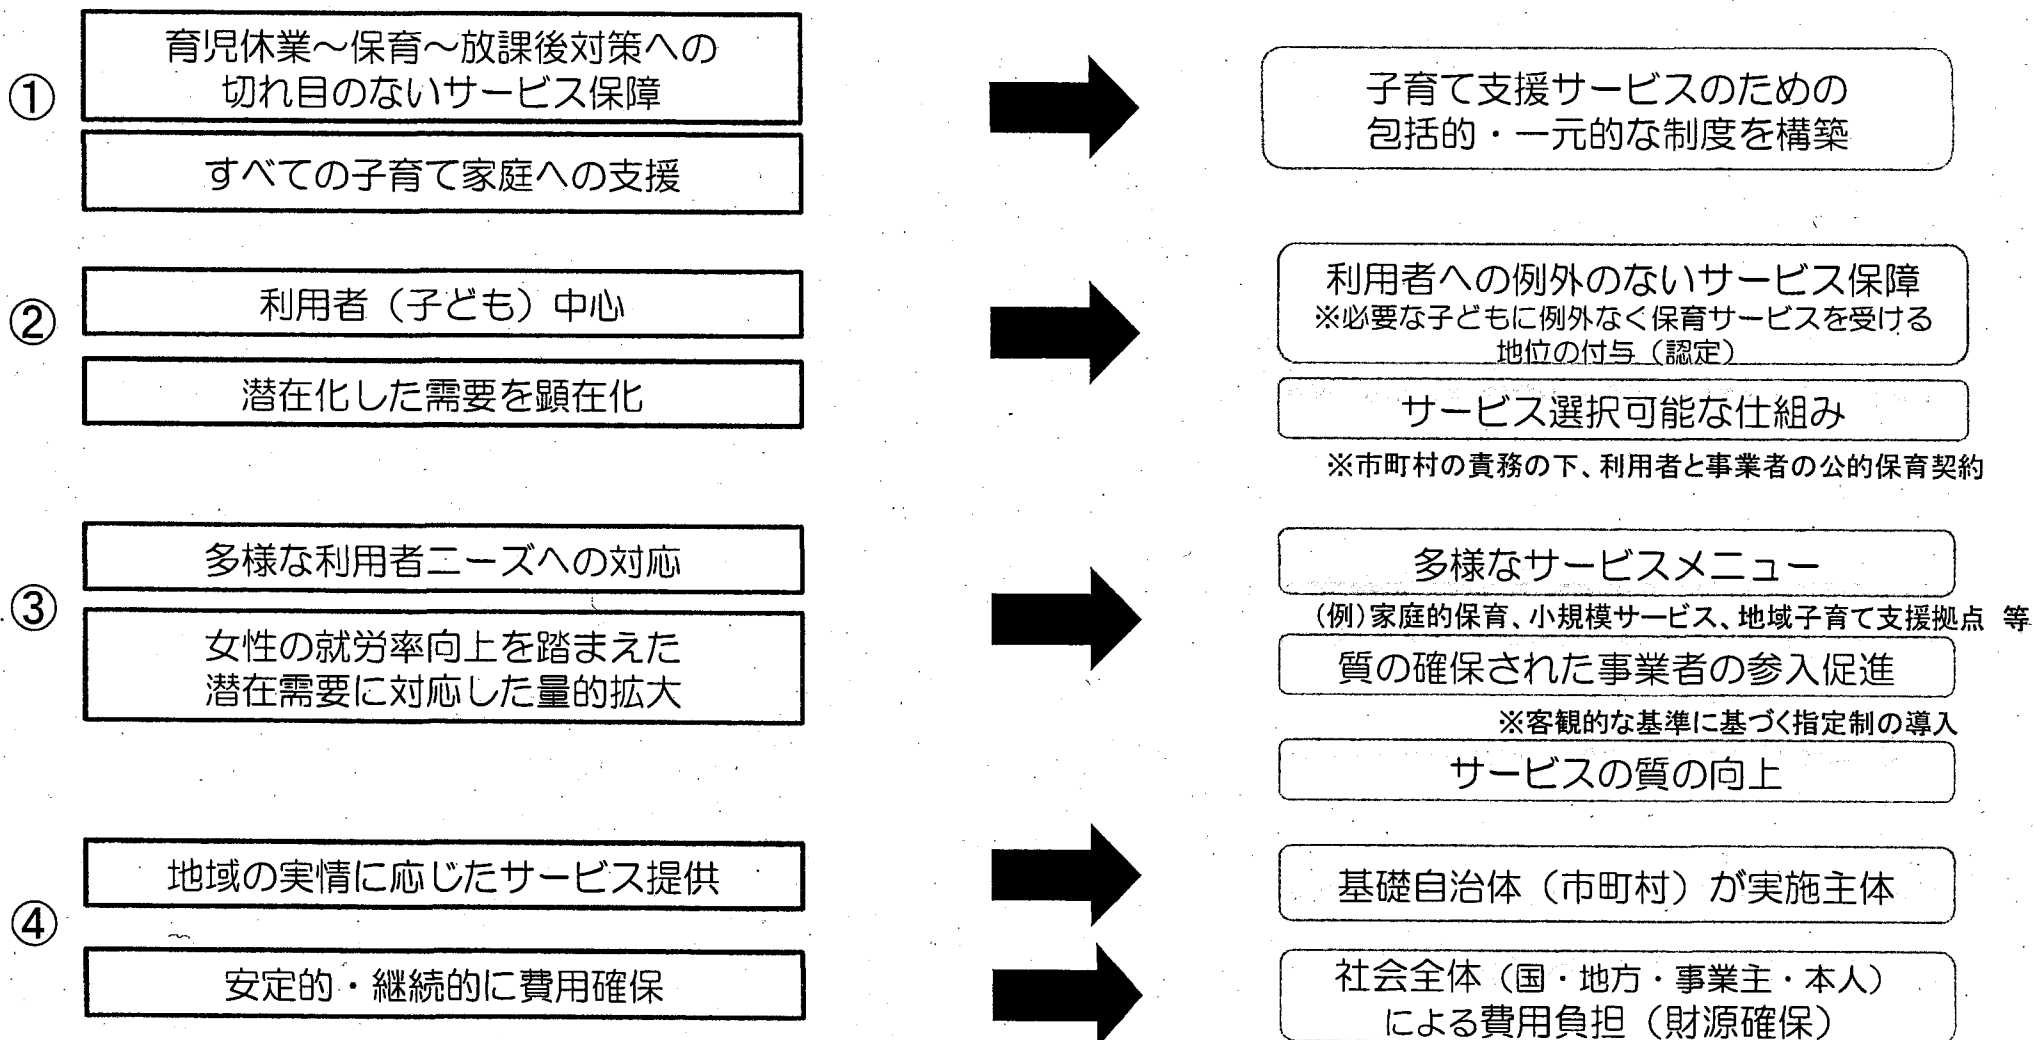 ①
育児休業～保育～放課後対策への
切れ目のないサービス保障
すべての子育て家庭への支援
子育て支援サービスのための
包括的・一元的な制度を構築
②
利用者（子ども）中心
潜在化した需要を顕在化
利用者への例外のないサービス保障
※必要な子どもに例外なく保育サービスを受ける
地位の付与（認定）
サービス選択可能な仕組み
※市町村の責務の下、利用者と事業者の公的保育契約
③
多様な利用者ニーズへの対応
女性の就労率向上を踏まえた
潜在需要に対応した量的拡大
多様なサービスメニュー
（例）家庭的保育、小規模サービス、地域子育て支援拠点 等
質の確保された事業者の参入促進
※客観的な基準に基づく指定制の導入
サービスの質の向上
④
地域の実情に応じたサービス提供
基礎自治体（市町村）が実施主体
安定的・継続的に費用確保
社会全体（国・地方・事業主・本人）
による費用負担（財源確保）